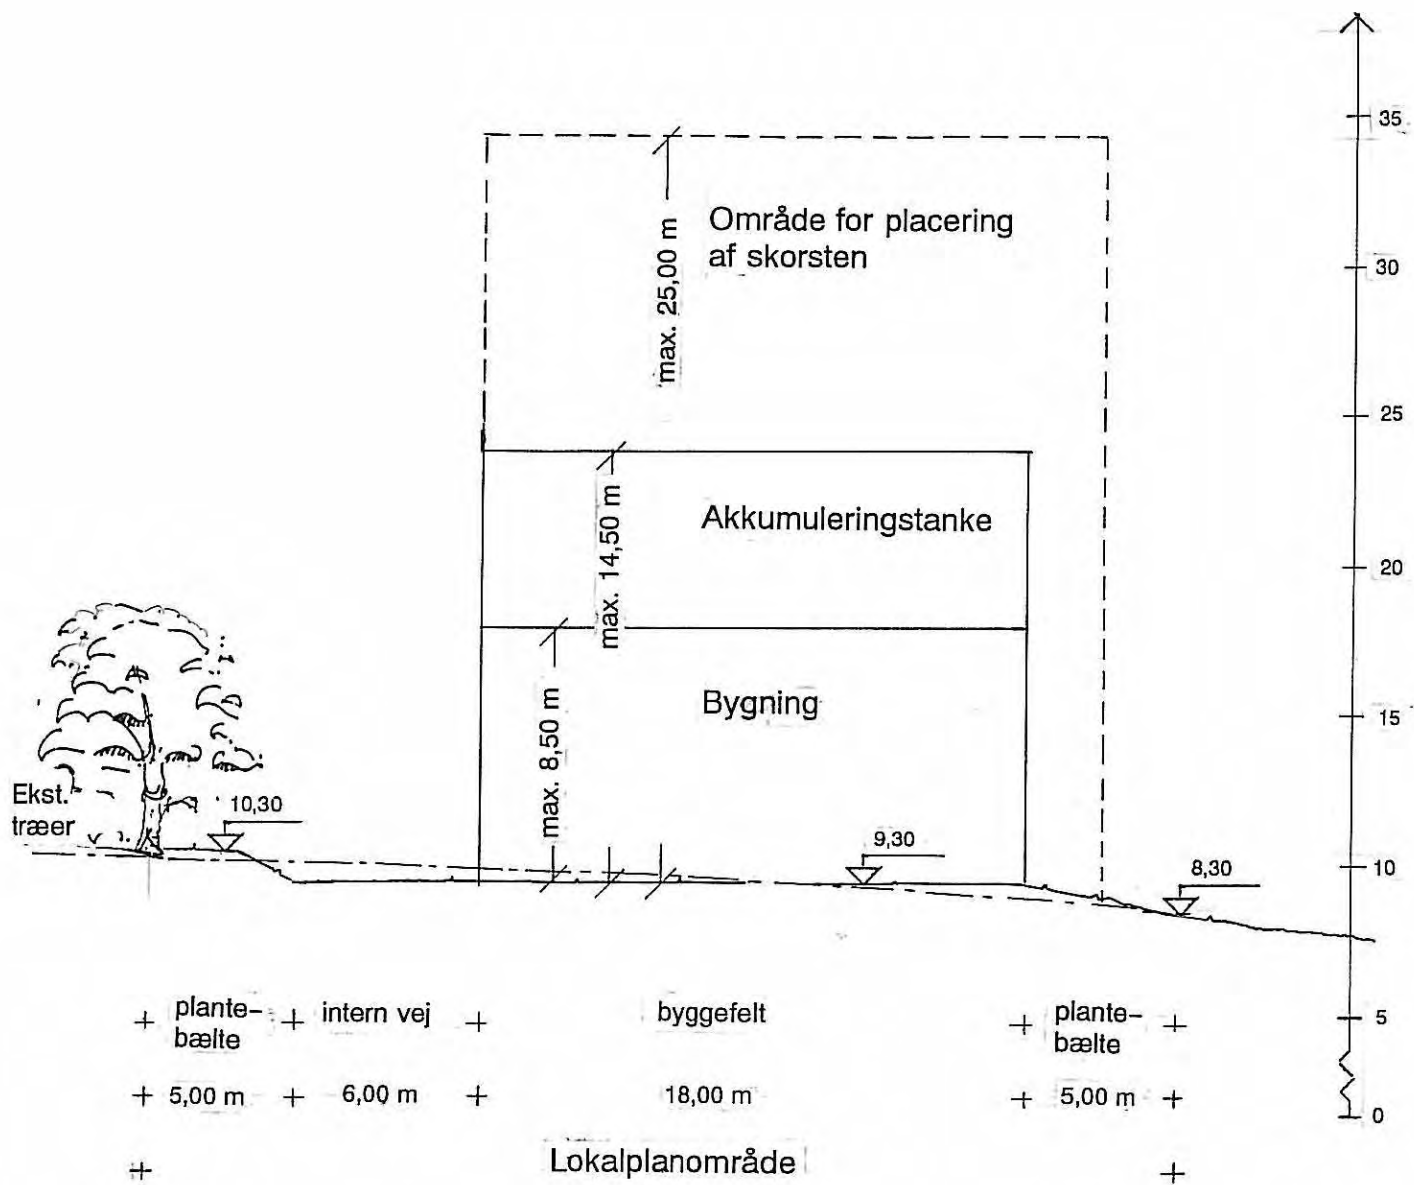 35
Område for placering
af skorsten
max. 25,00 m
30
25
Akkumuleringstanke
max. 14,50 m
20
Bygning
max. 8,50 m
15
Ekst.
træer
10,30
9,30
8,30
10
plante-
bælte
intern vej
byggefelt
plante-
bælte
5
5,00 m
6,00 m
18,00 m
5,00 m
0
Lokalplanområde